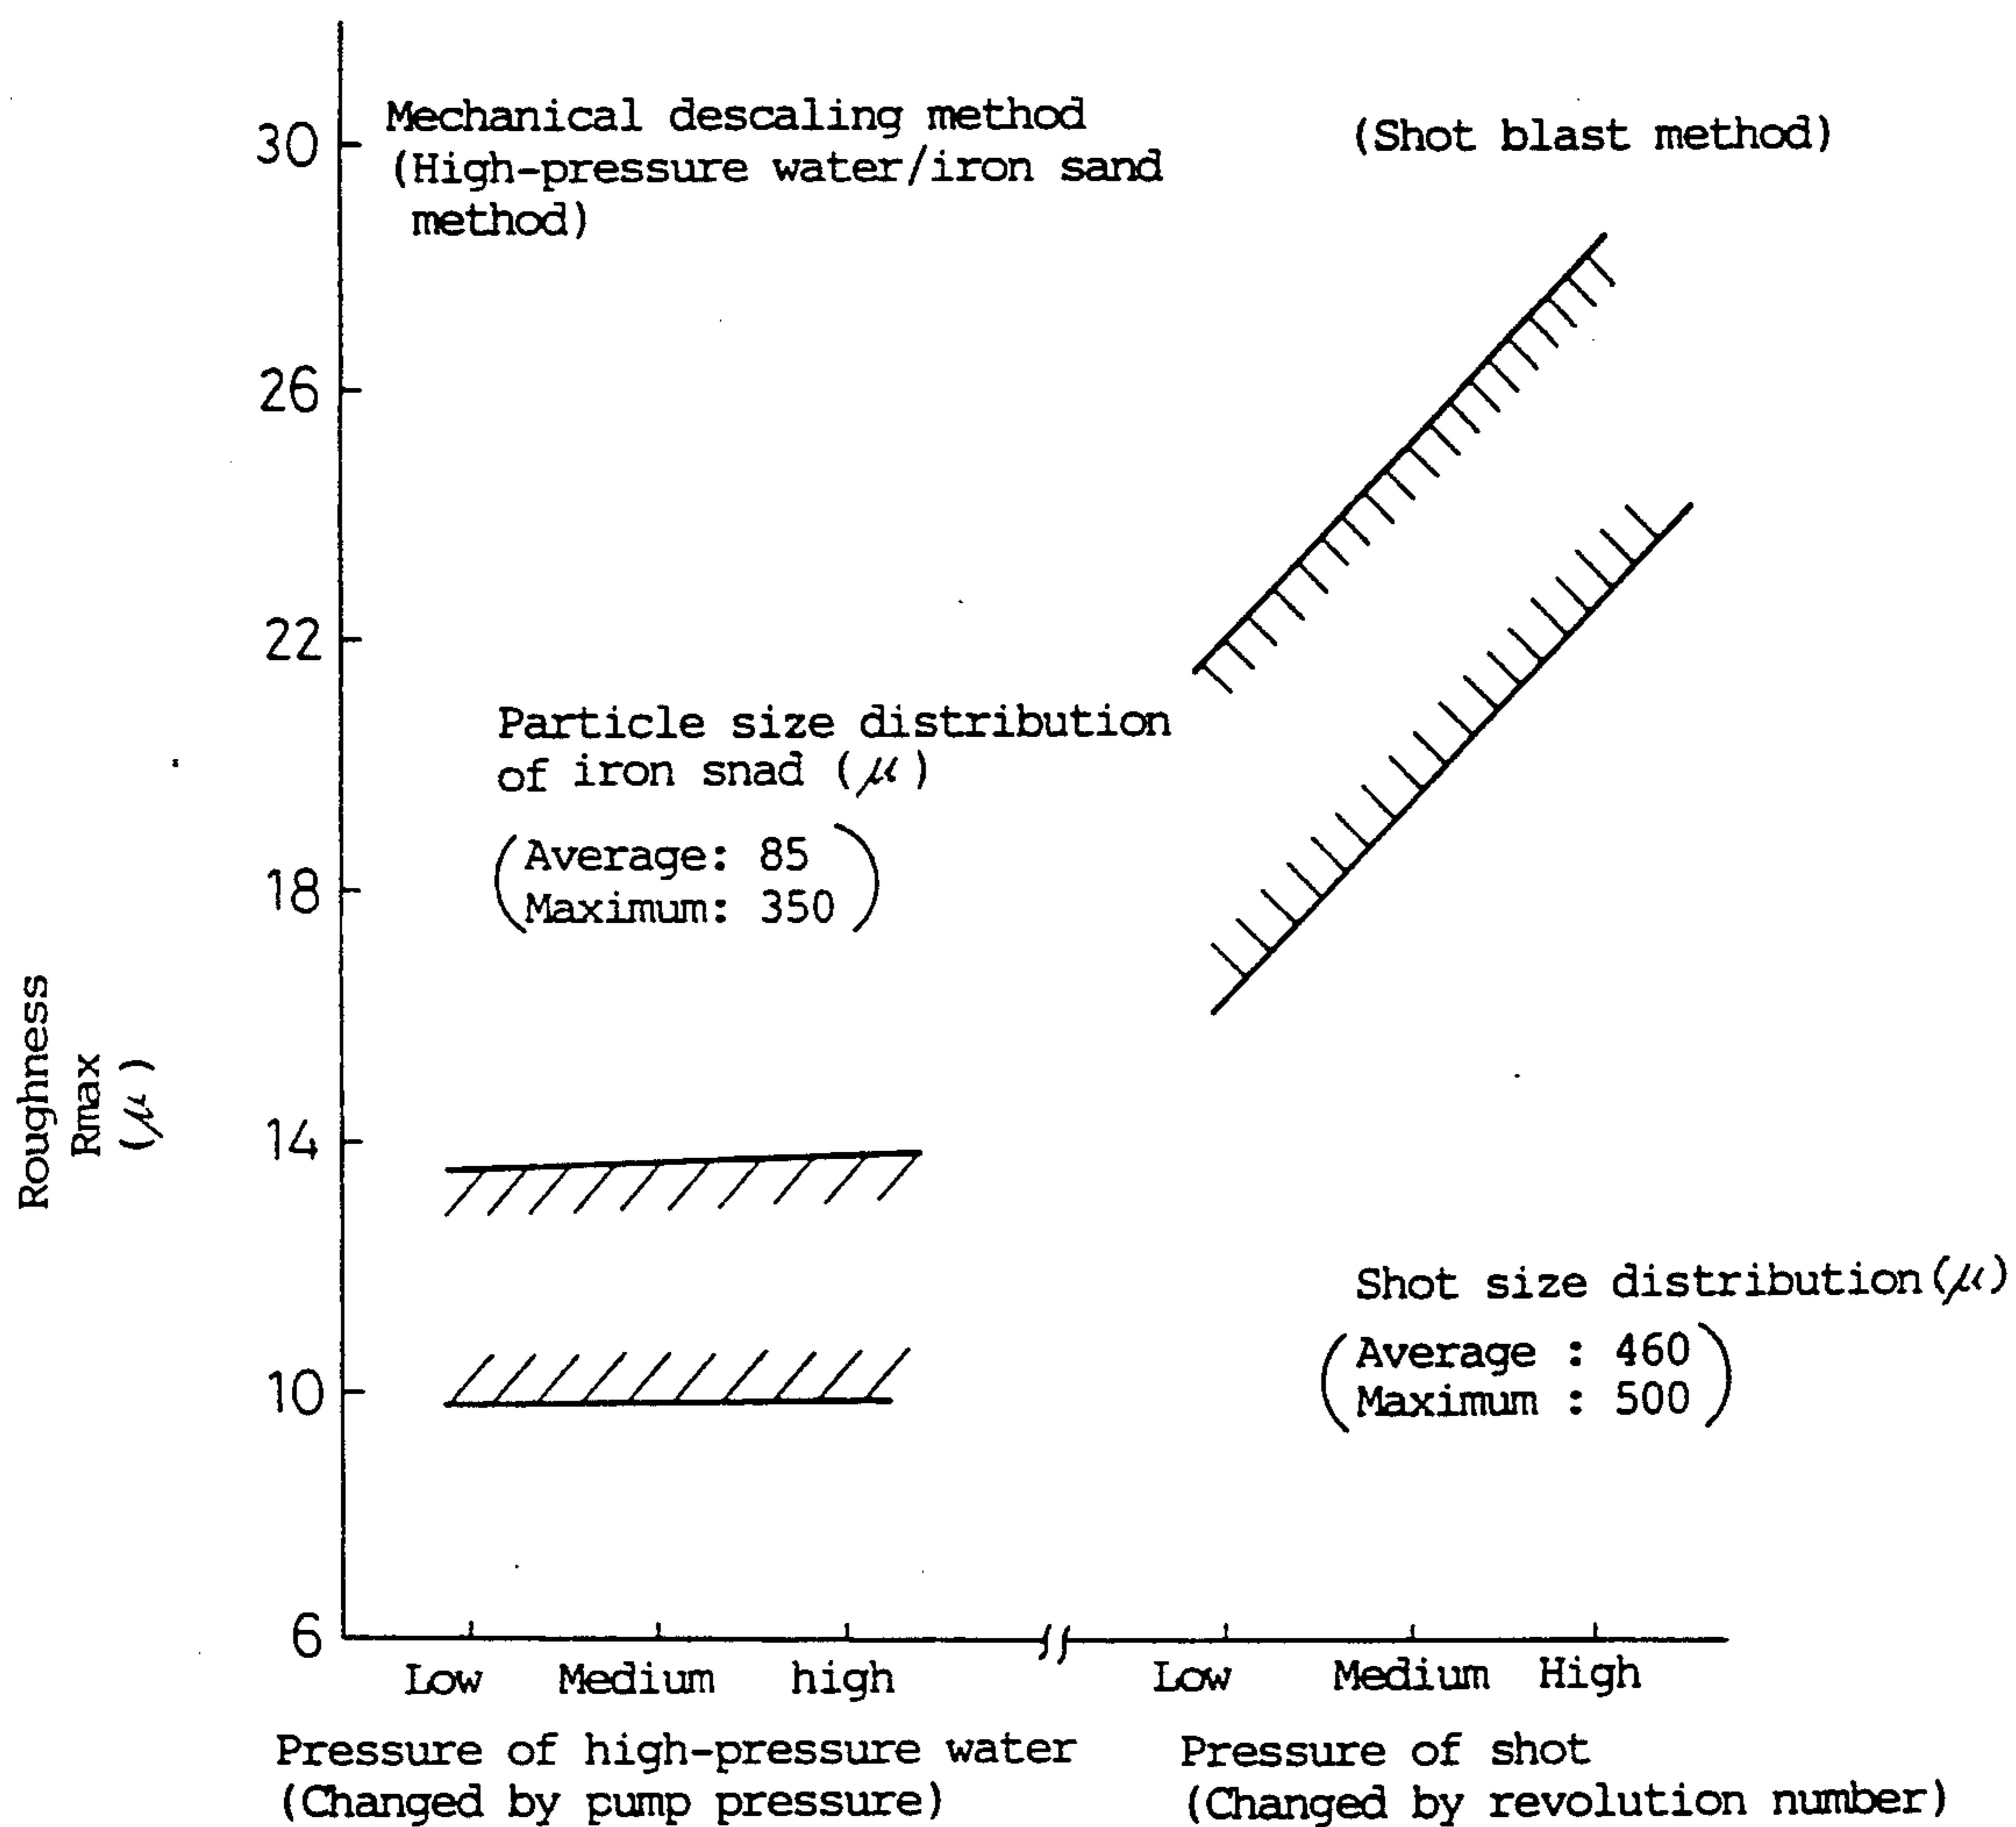 Mechanical descaling method
(High-pressure water/iron sand
method)
(Shot blast method)
30
26
22
18
14
10
6
Roughness
Rmax
(μ)
Particle size distribution
of iron snad (μ)
Average: 85
Maximum: 350
Shot size distribution(μ)
Average : 460
Maximum : 500
Low Medium high
Low Medium High
Pressure of high-pressure water
(Changed by pump pressure)
Pressure of shot
(Changed by revolution number)